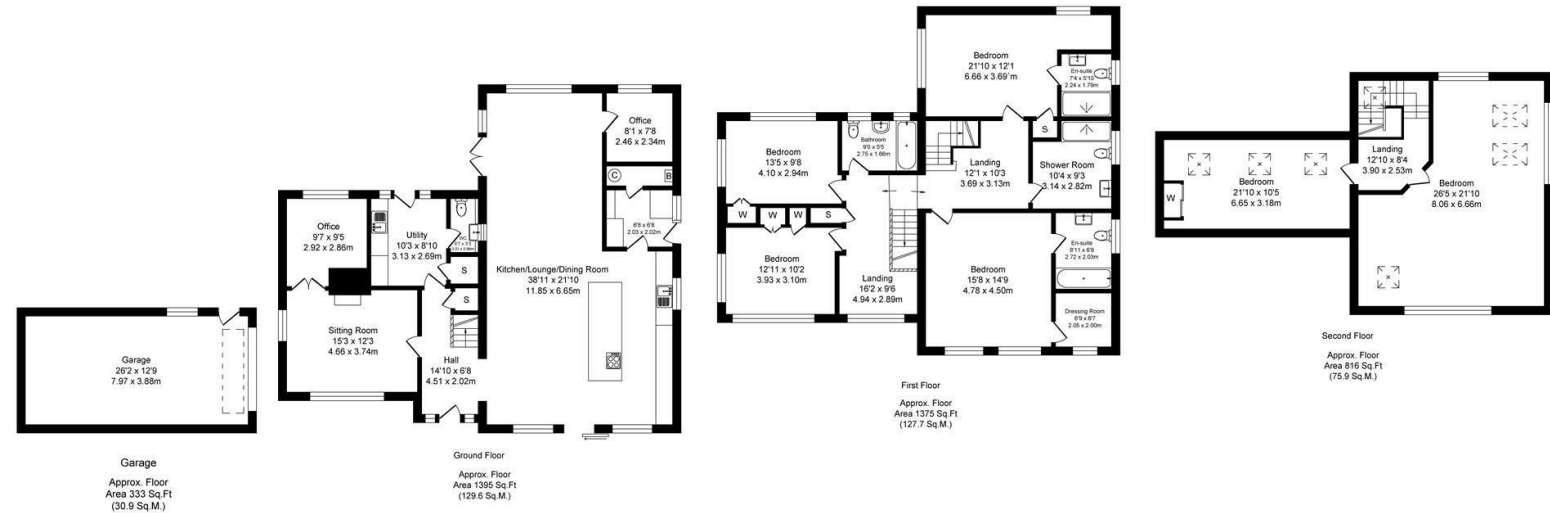 Garage
26'2 x 12'9
7.97 x 3.88m
Garage
Approx. Floor
Area 333 Sq.Ft
(30.9 Sq.M.)
Office
8'1 x 7'8
2.46 x 2.34m
C
B
6'8 x 6'8
2.03 x 2.02m
Office
9'7 x 9'5
2.92 x 2.86m
Utility
10'3 x 8'10
3.13 x 2.69m
WC
S
S
Kitchen/Lounge/Dining Room
38'11 x 21'10
11.85 x 6.65m
Sitting Room
15'3 x 12'3
4.66 x 3.74m
Hall
14'10 x 6'8
4.51 x 2.02m
Ground Floor
Approx. Floor
Area 1395 Sq.Ft
(129.6 Sq.M.)
Bedroom
21'10 x 12'1
6.66 x 3.69`m
En-suite
7'4 x 5'10
2.24 x 1.79m
S
Bedroom
13'5 x 9'8
4.10 x 2.94m
Bathroom
9'0 x 5'5
2.75 x 1.66m
Landing
12'1 x 10'3
3.69 x 3.13m
Shower Room
10'4 x 9'3
3.14 x 2.82m
W
W
W
S
Bedroom
12'11 x 10'2
3.93 x 3.10m
Landing
16'2 x 9'6
4.94 x 2.89m
Bedroom
15'8 x 14'9
4.78 x 4.50m
En-suite
8'11 x 6'8
2.72 x 2.03m
Dressing Room
6'9 x 6'7
2.05 x 2.00m
First Floor
Approx. Floor
Area 1375 Sq.Ft
(127.7 Sq.M.)
Landing
12'10 x 8'4
3.90 x 2.53m
W
Bedroom
21'10 x 10'5
6.65 x 3.18m
Bedroom
26'5 x 21'10
8.06 x 6.66m
Second Floor
Approx. Floor
Area 816 Sq.Ft
(75.9 Sq.M.)